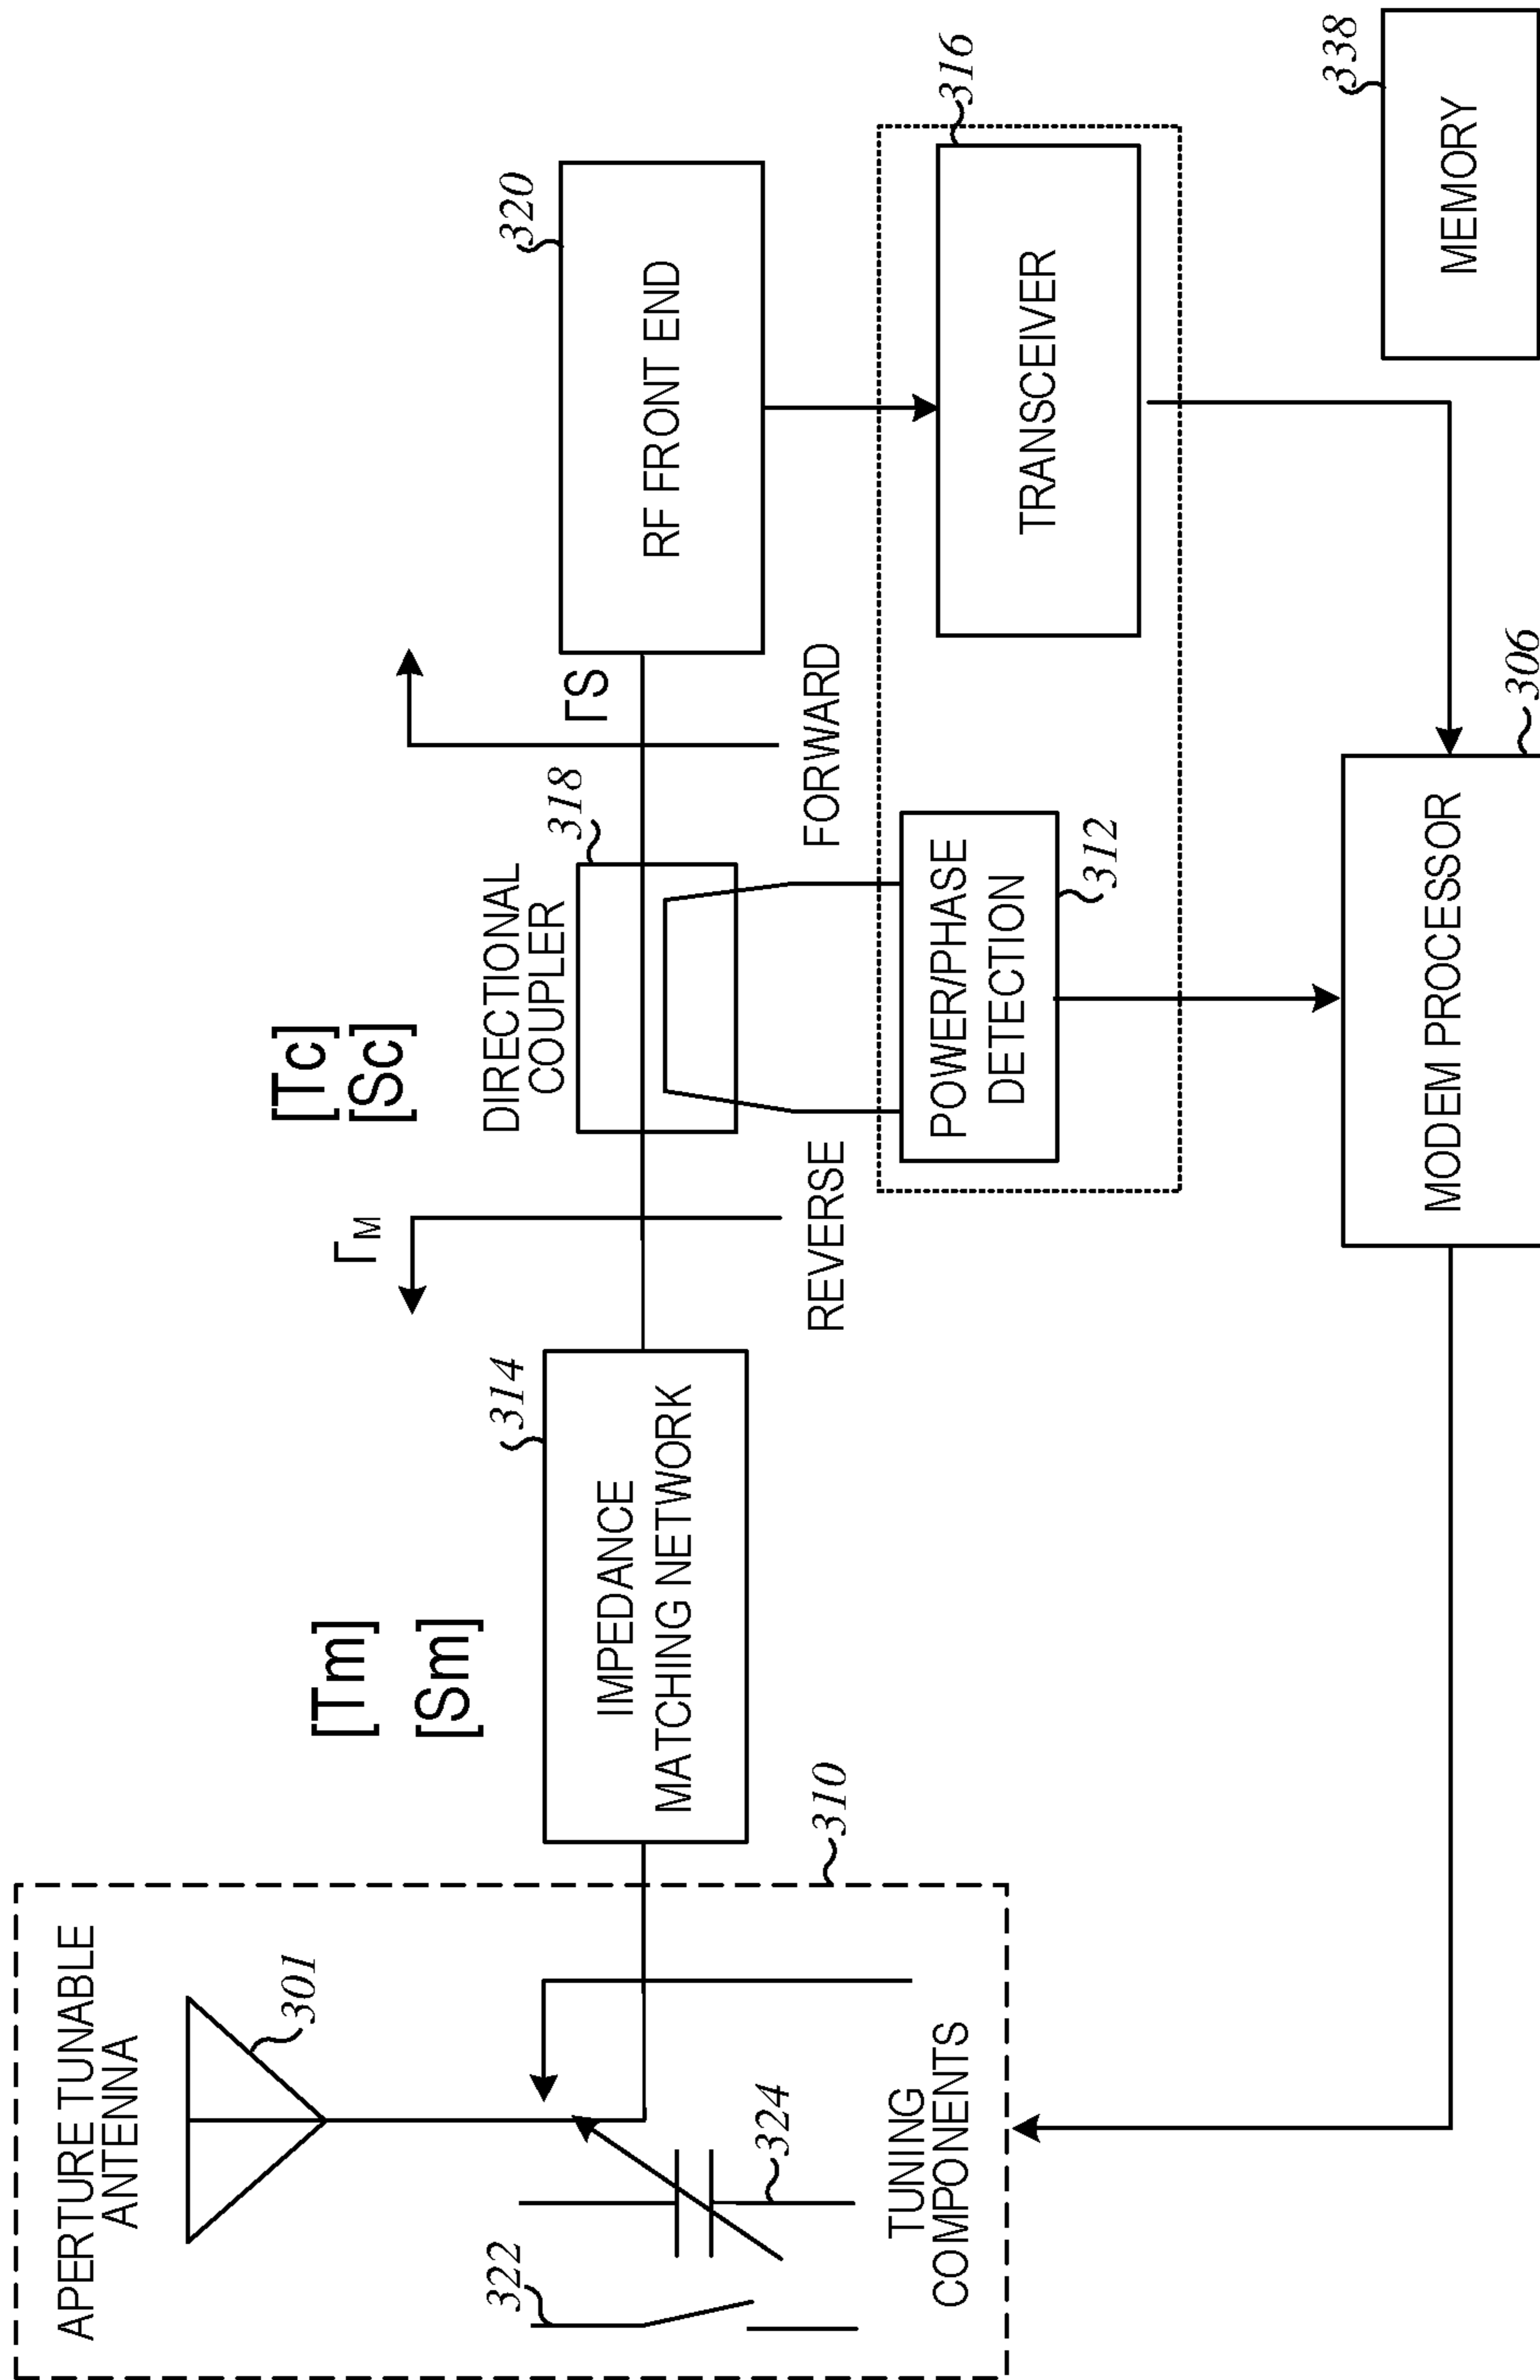 APERTURE TUNABLE
ANTENNA
301
322
324
TUNING
COMPONENTS
310
[Tm]
[Sm]
314
IMPEDANCE
MATCHING NETWORK
ΓM
REVERSE
[Tc]
[Sc]
DIRECTIONAL
COUPLER
318
FORWARD
ΓS
320
RF FRONT END
POWER/PHASE
DETECTION
312
316
TRANSCEIVER
MODEM PROCESSOR
306
338
MEMORY